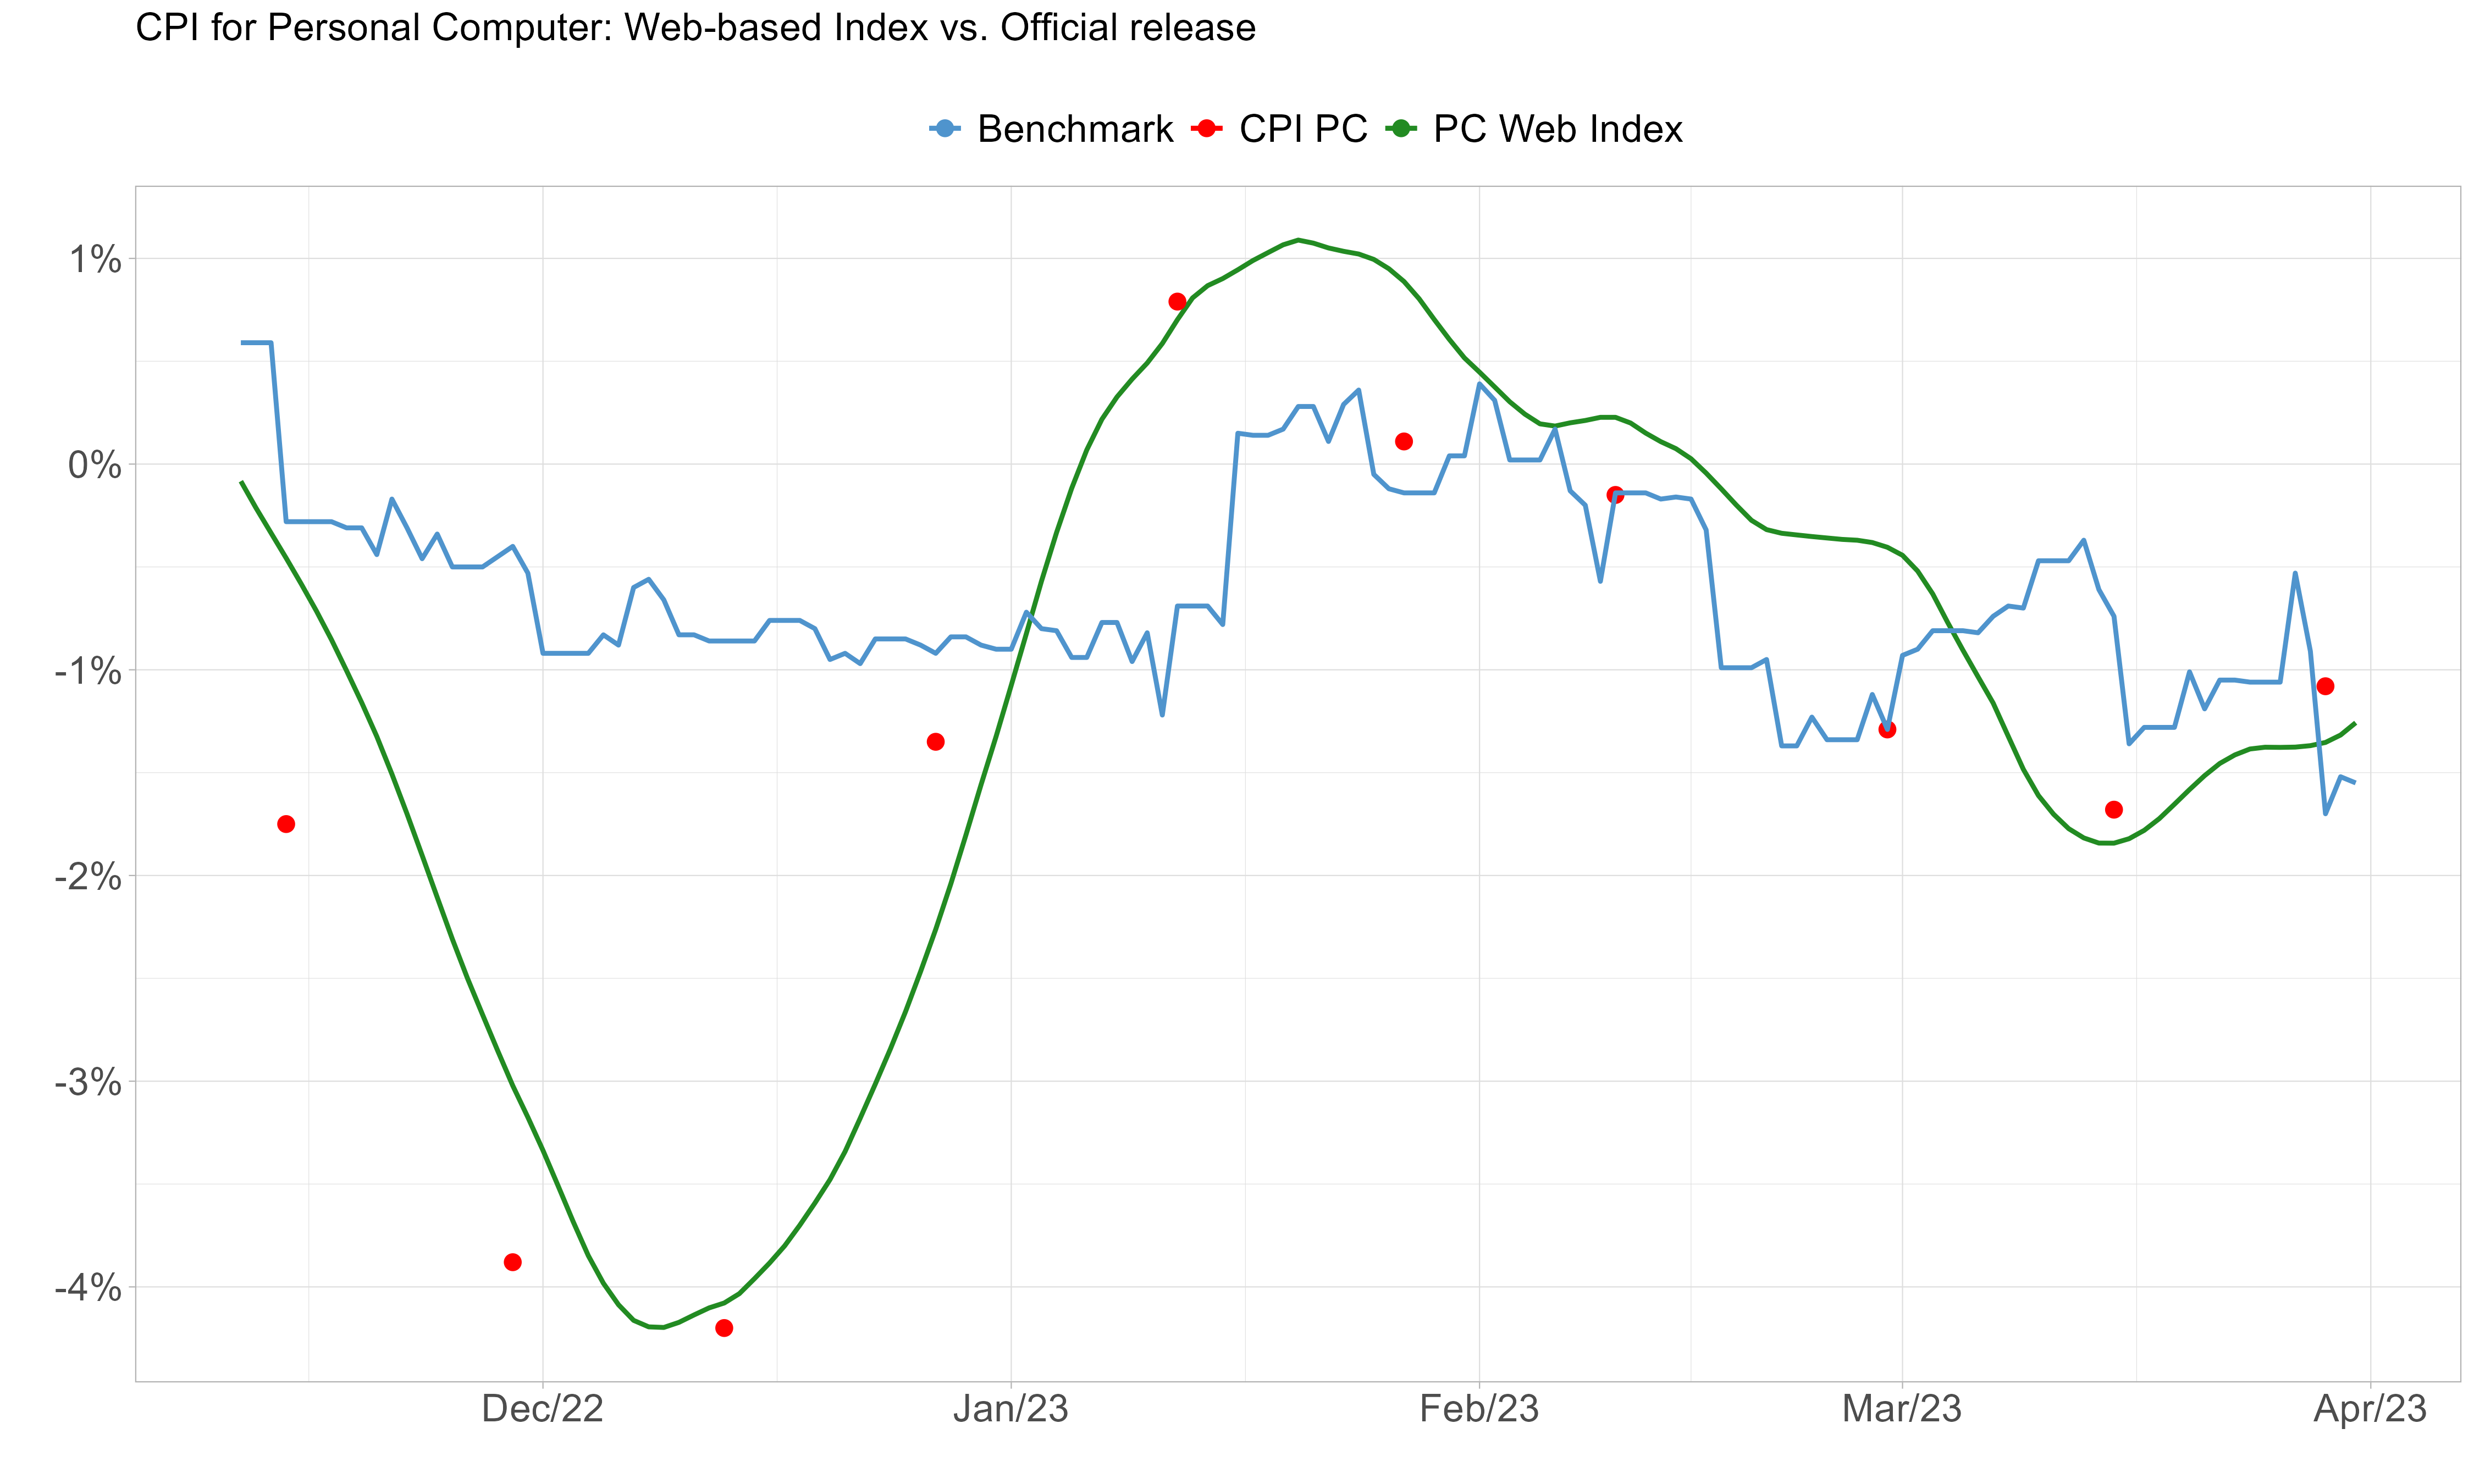 CPI for Personal Computer: Web-based Index vs. Official release
Benchmark CPI PC PC Web Index
1%
0%
-1%
-2%
-3%
-4%
Dec/22 Jan/23 Feb/23 Mar/23 Apr/23